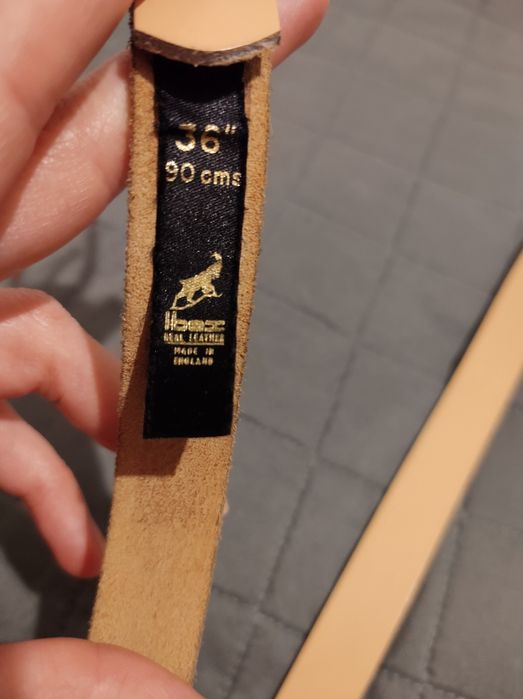 36"
90 cms
Ibex
REAL LEATHER
MADE IN
ENGLAND